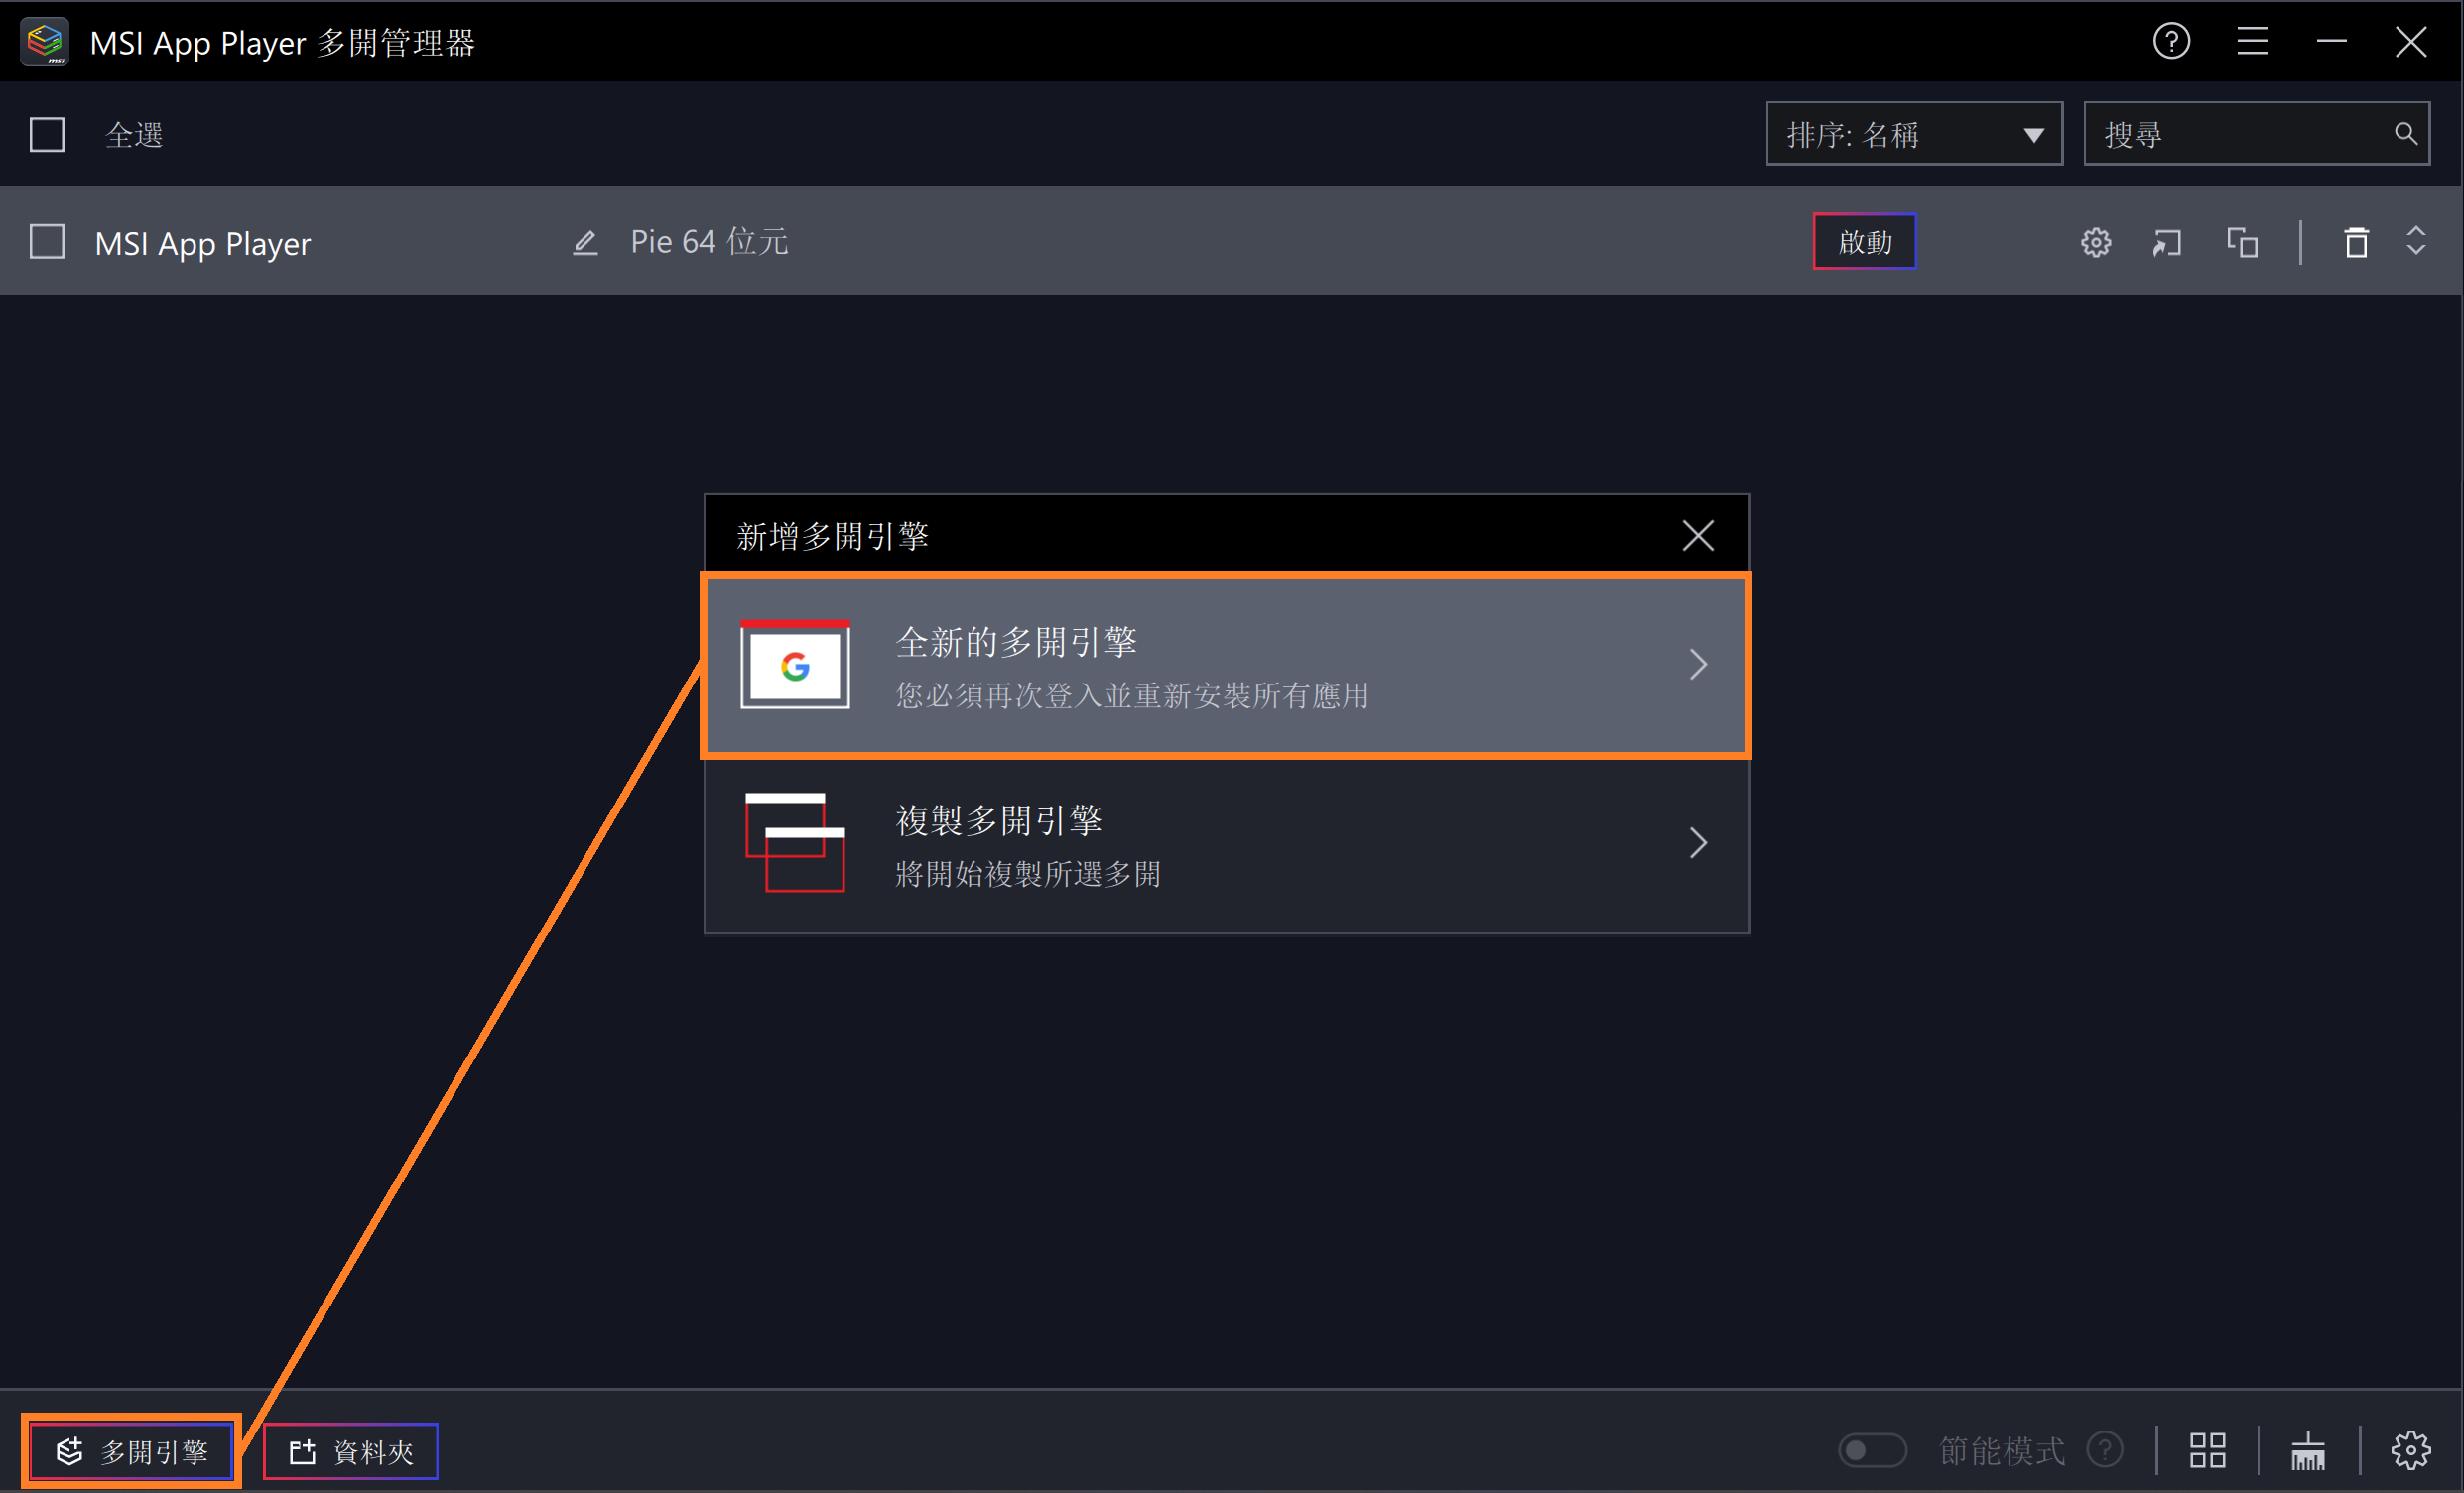 MSI App Player 多開管理器
全選
排序: 名稱
搜尋
MSI App Player
Pie 64 位元
啟動
新增多開引擎
全新的多開引擎
您必須再次登入並重新安裝所有應用
複製多開引擎
將開始複製所選多開
多開引擎
資料夾
節能模式